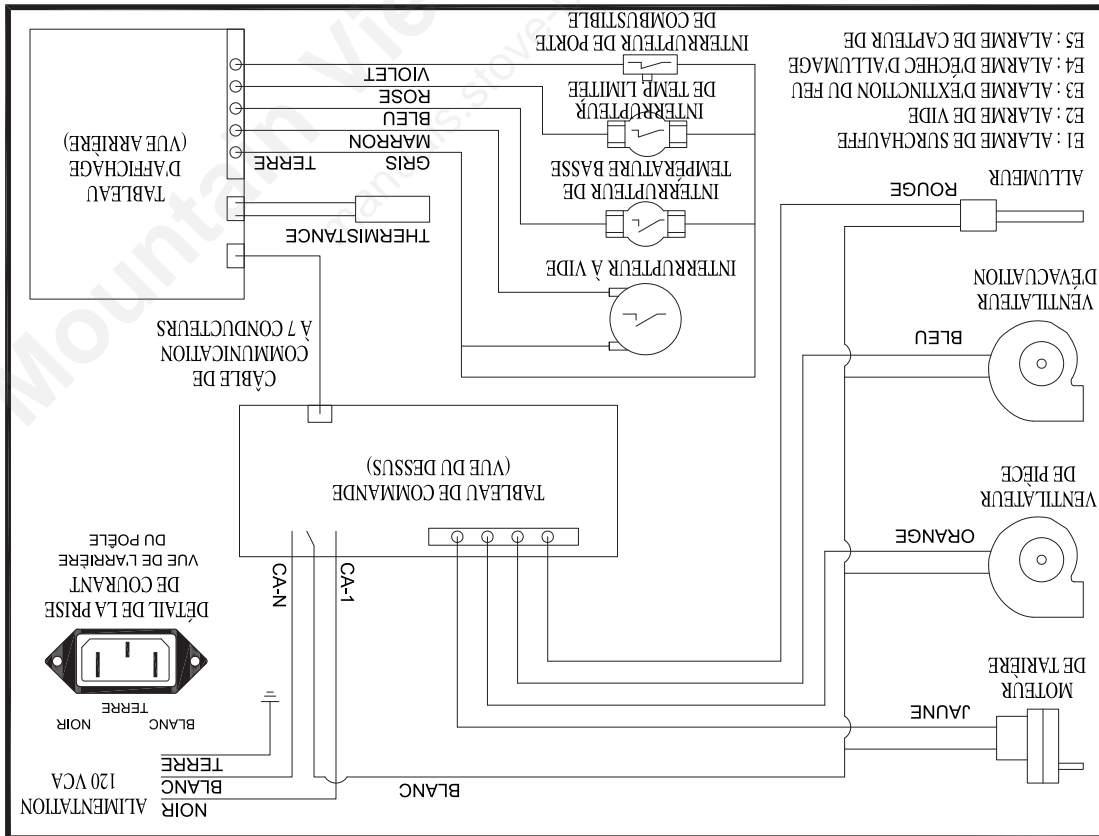 NOIR
BLANC
TERRE
ALIMENTATION
120 VCA
BLANC
MOTEUR
DE TARIÈRE
JAUNE
BLANC
NOIR
TERRE
DÉTAIL DE LA PRISE
DE COURANT
VUE DE L'ARRIÈRE
DU POÊLE
CA-1
CA-N
VENTILATEUR
DE PIÈCE
ORANGE
TABLEAU DE COMMANDE
(VUE DU DESSUS)
CÂBLE DE
COMMUNICATION
À 7 CONDUCTEURS
VENTILATEUR
D'ÉVACUATION
BLEU
INTERRUPTEUR À VIDE
THERMISTANCE
ALLUMEUR
ROUGE
INTERRUPTEUR DE
TEMPÉRATURE BASSE
INTERRUPTEUR
DE TEMP. LIMITÉE
INTERRUPTEUR DE PORTE
DE COMBUSTIBLE
GRIS
TERRE
MARRON
BLEU
ROSE
VIOLET
TABLEAU
D'AFFICHAGE
(VUE ARRIÈRE)
E1 : ALARME DE SURCHAUFFE
E2 : ALARME DE VIDE
E3 : ALARME D'ÉXTINCTION DU FEU
E4 : ALARME D'ÉCHEC D'ALLUMAGE
E5 : ALARME DE CAPTEUR DE
Mountain Vie
manuals.stove-